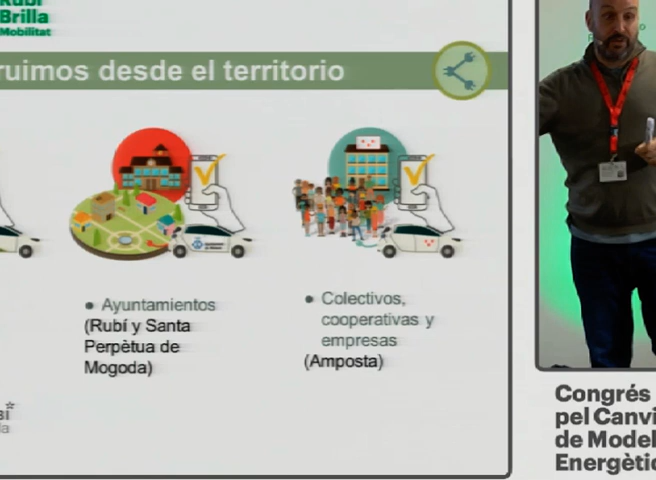 Rubí
Brilla
Mobilitat
ruimos desde el territorio
• Ayuntamientos
(Rubí y Santa
Perpètua de
Mogoda)
• Colectivos,
cooperativas y
empresas
(Amposta)
Congrés
pel Canvi
de Model
Energètic